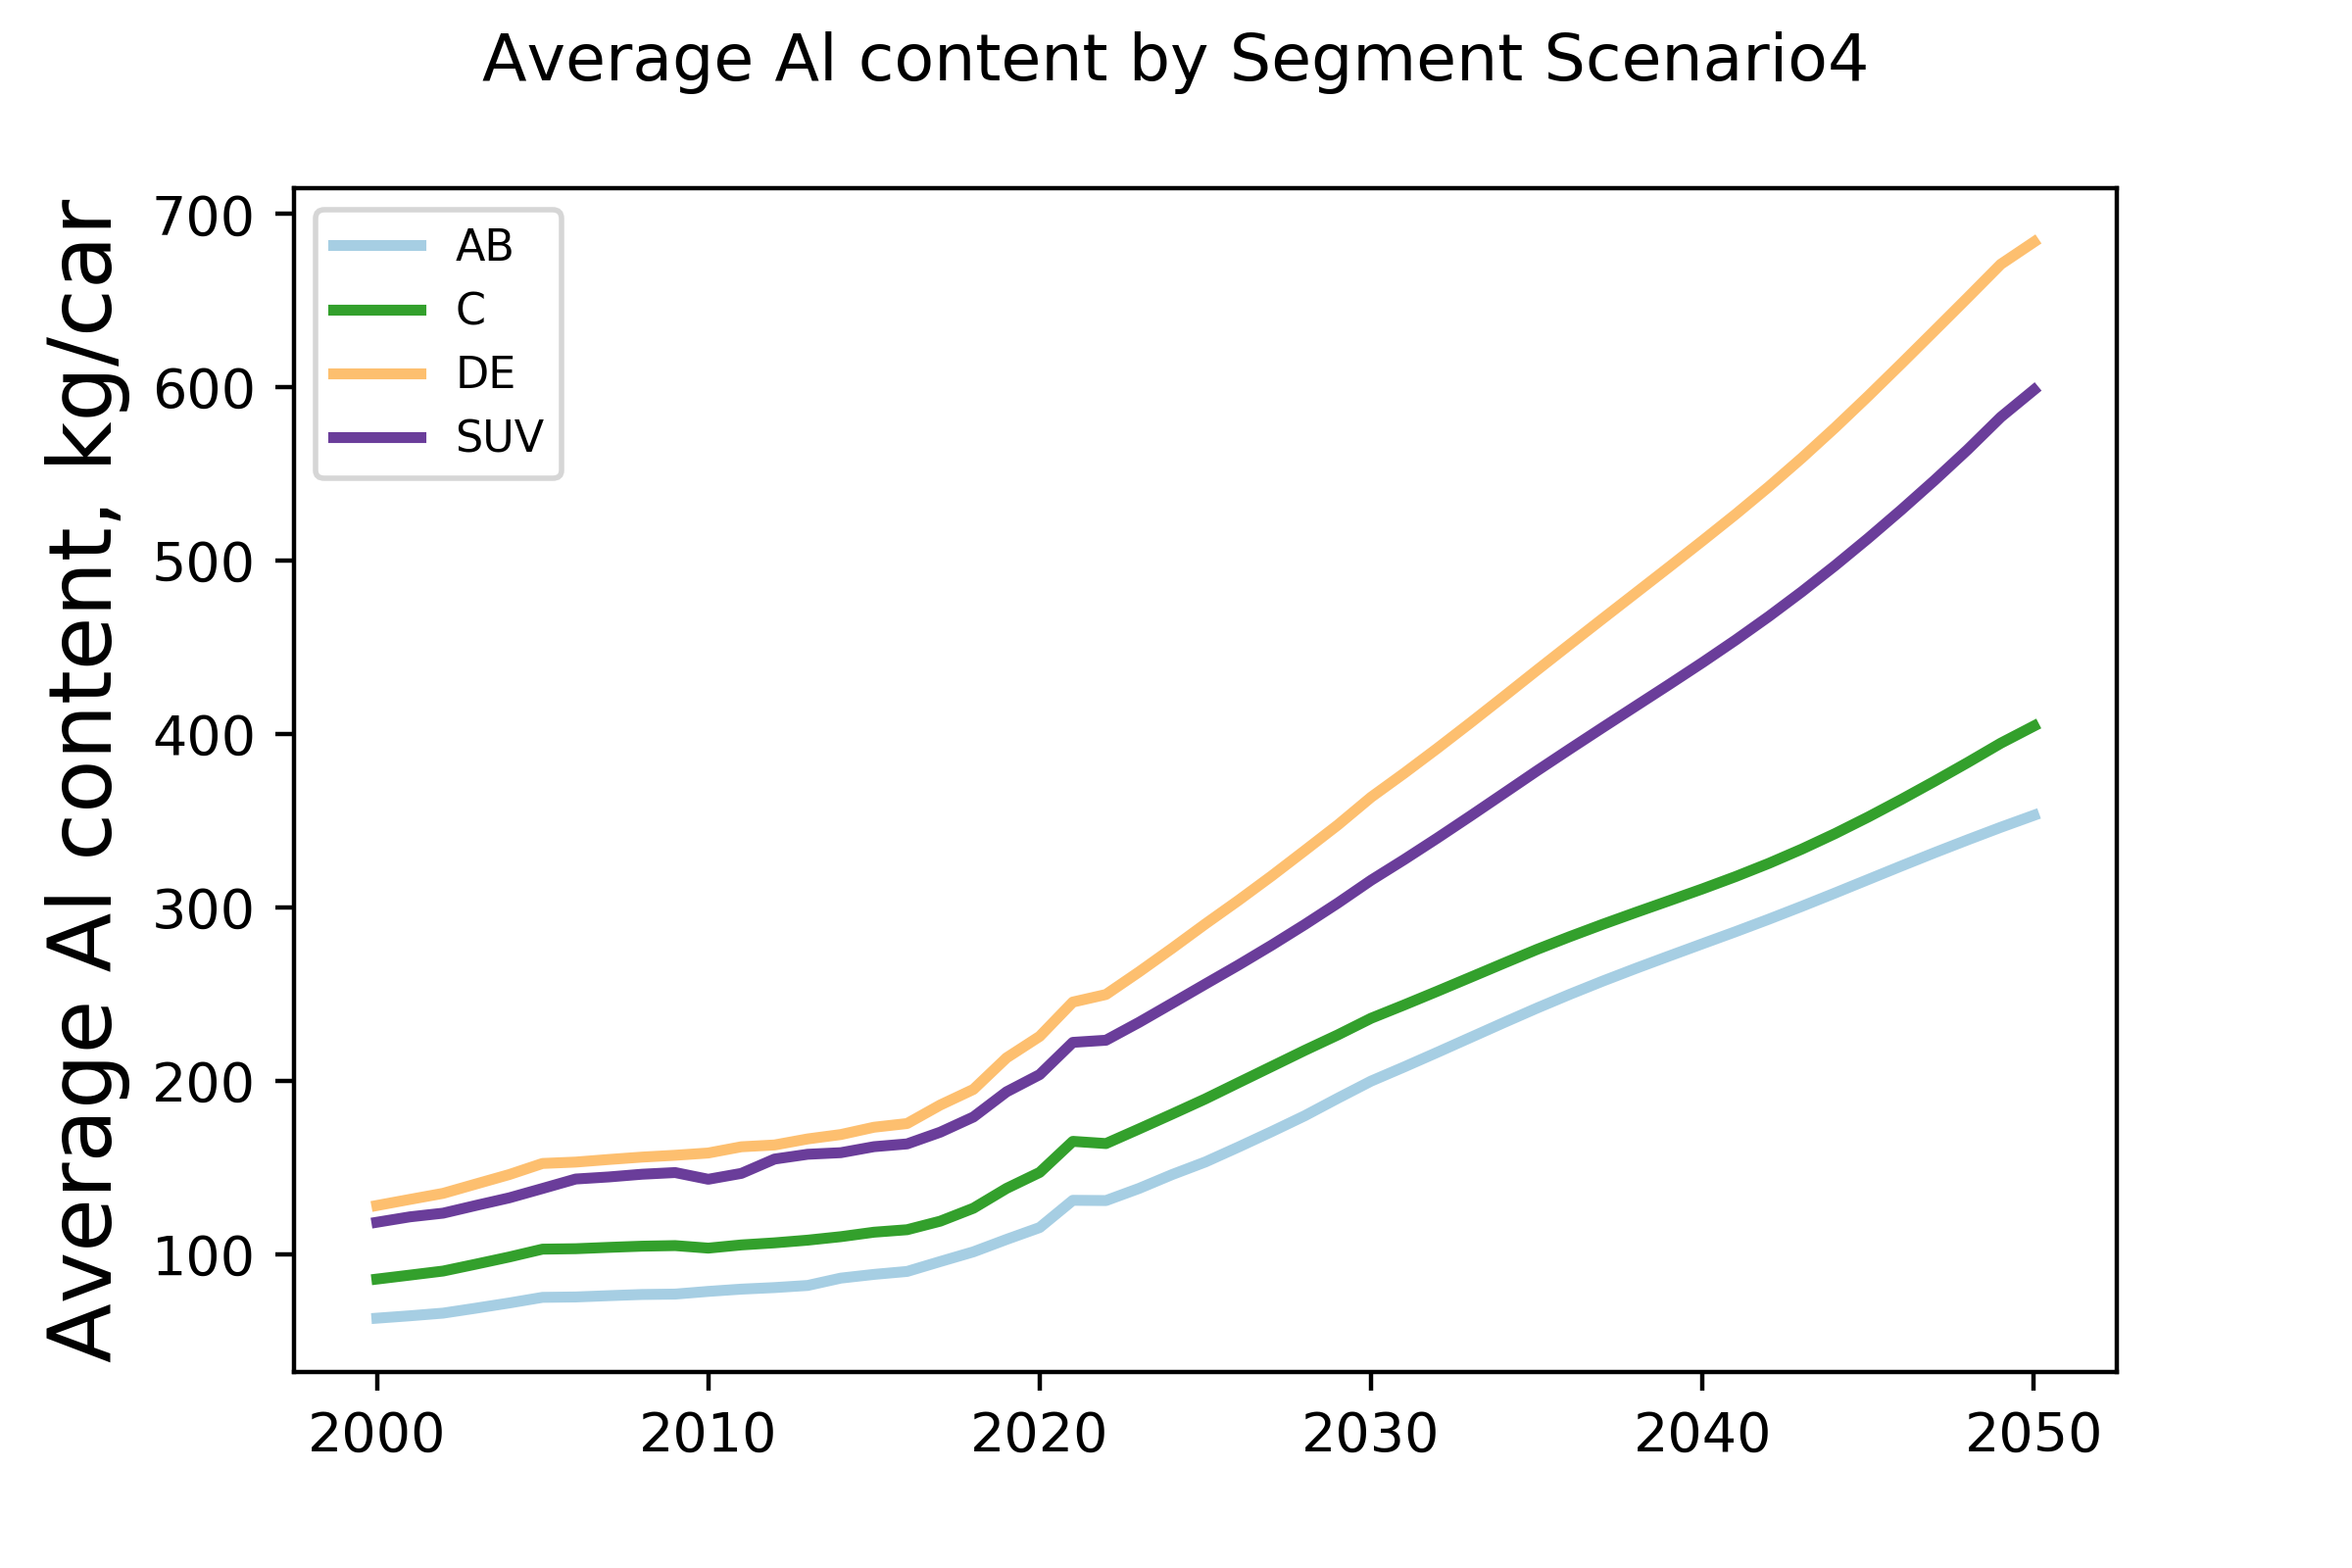 Average Al content by Segment Scenario4
Average Al content, kg/car
700
600
500
400
300
200
100
AB
C
DE
SUV
2000 2010 2020 2030 2040 2050